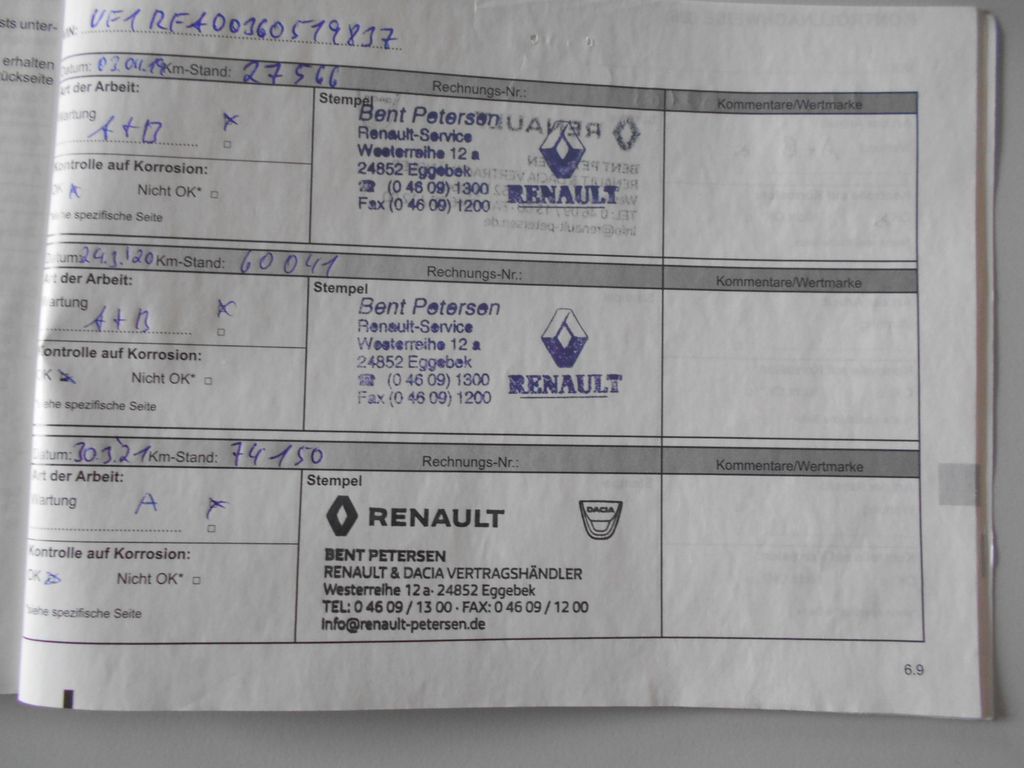 sts unter-
erhalten
ückseite
VF1REA00360519837
Datum: 03.04.19 Km-Stand: 27566 Rechnungs-Nr.: Kommentare/Wertmarke
Art der Arbeit:
Wartung
A+B
Kontrolle auf Korrosion:
OK Nicht OK*
*siehe spezifische Seite
Stempel
Bent Petersen
Renault-Service
Westerreihe 12 a
24852 Eggebek
☎ (0 46 09) 1300
Fax (0 46 09) 1200
RENAULT
Datum: 24.3.20 Km-Stand: 60041 Rechnungs-Nr.: Kommentare/Wertmarke
Art der Arbeit:
Wartung
A+B
Kontrolle auf Korrosion:
OK Nicht OK*
*siehe spezifische Seite
Stempel
Bent Petersen
Renault-Service
Westerreihe 12 a
24852 Eggebek
☎ (0 46 09) 1300
Fax (0 46 09) 1200
RENAULT
Datum: 30.3.21 Km-Stand: 74150 Rechnungs-Nr.: Kommentare/Wertmarke
Art der Arbeit:
Wartung A
Kontrolle auf Korrosion:
OK Nicht OK*
*siehe spezifische Seite
Stempel
RENAULT
DACIA
BENT PETERSEN
RENAULT & DACIA VERTRAGSHÄNDLER
Westerreihe 12 a · 24852 Eggebek
TEL: 0 46 09 / 13 00 · FAX: 0 46 09 / 12 00
Info@renault-petersen.de
6.9